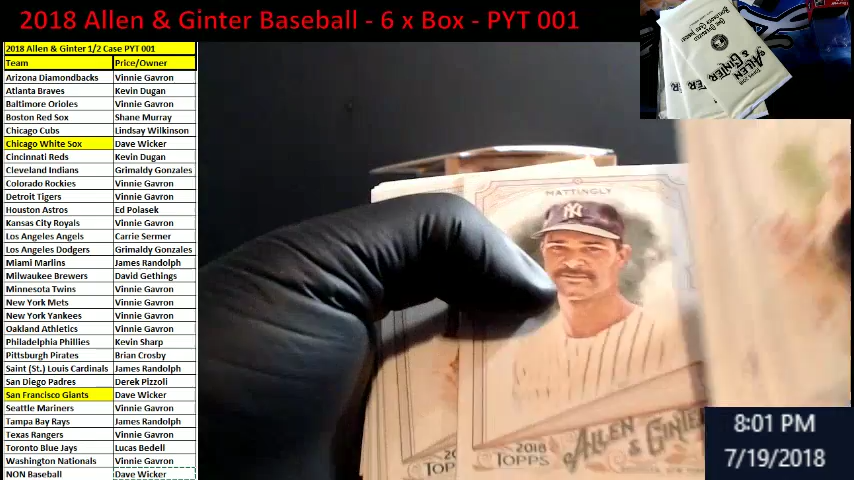 2018 Allen & Ginter Baseball - 6 x Box - PYT 001
2018 Allen & Ginter 1/2 Case PYT 001
Team Price/Owner
Arizona Diamondbacks Vinnie Gavron
Atlanta Braves Kevin Dugan
Baltimore Orioles Vinnie Gavron
Boston Red Sox Shane Murray
Chicago Cubs Lindsay Wilkinson
Chicago White Sox Dave Wicker
Cincinnati Reds Kevin Dugan
Cleveland Indians Grimaldy Gonzales
Colorado Rockies Vinnie Gavron
Detroit Tigers Vinnie Gavron
Houston Astros Ed Polasek
Kansas City Royals Vinnie Gavron
Los Angeles Angels Carrie Sermer
Los Angeles Dodgers Grimaldy Gonzales
Miami Marlins James Randolph
Milwaukee Brewers David Gethings
Minnesota Twins Vinnie Gavron
New York Mets Vinnie Gavron
New York Yankees Vinnie Gavron
Oakland Athletics Vinnie Gavron
Philadelphia Phillies Kevin Sharp
Pittsburgh Pirates Brian Crosby
Saint (St.) Louis Cardinals James Randolph
San Diego Padres Derek Pizzoli
San Francisco Giants Dave Wicker
Seattle Mariners Vinnie Gavron
Tampa Bay Rays James Randolph
Texas Rangers Vinnie Gavron
Toronto Blue Jays Lucas Bedell
Washington Nationals Vinnie Gavron
NON Baseball Dave Wicker
MATTINGLY
2018
TOPPS
ALLEN
& GINTER
TOPPS 2018
ALLEN
& GINTER
8:01 PM
7/19/2018